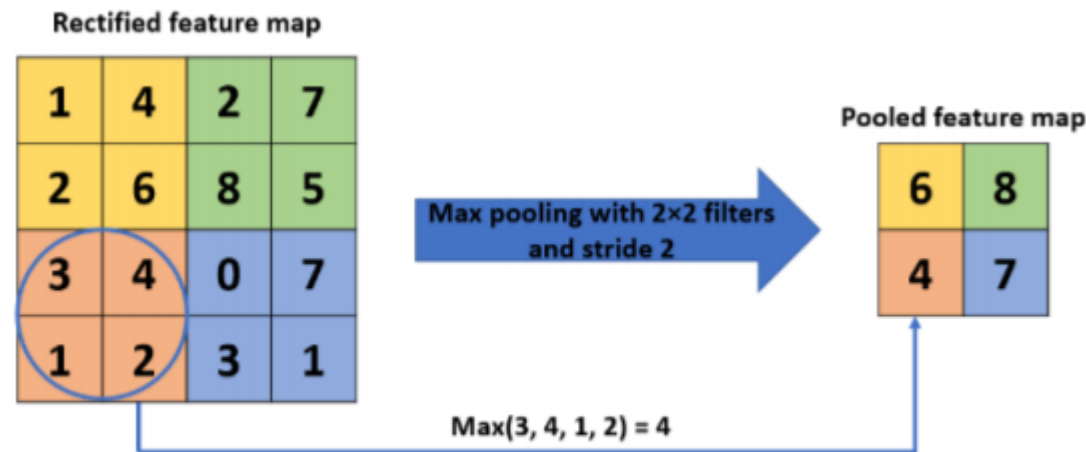 Rectified feature map
1 4 2 7
2 6 8 5
3 4 0 7
1 2 3 1
Max pooling with 2×2 filters
and stride 2
Pooled feature map
6 8
4 7
Max(3, 4, 1, 2) = 4